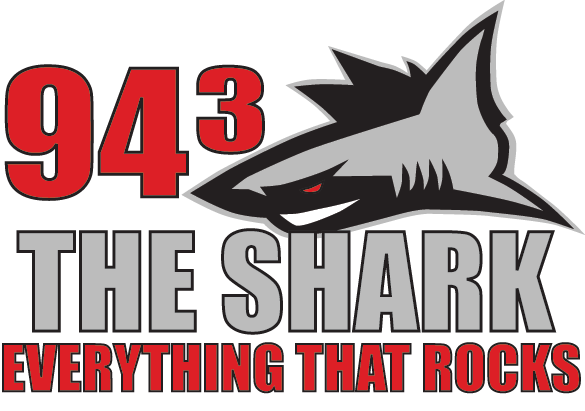 94³
THE SHARK
EVERYTHING THAT ROCKS